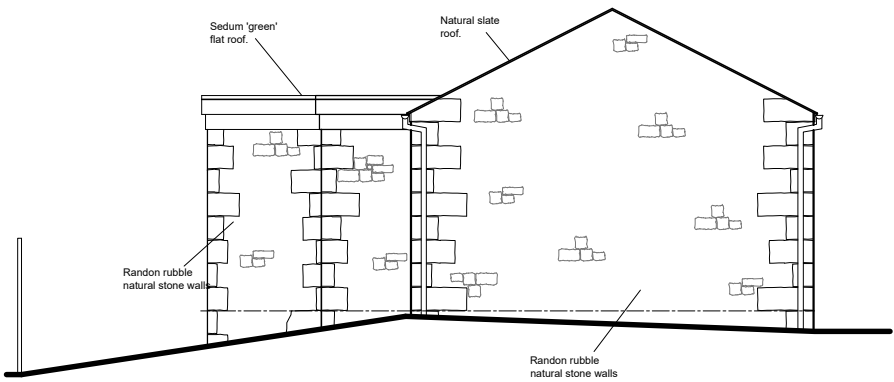 Sedum 'green'
flat roof.
Natural slate
roof.
Randon rubble
natural stone walls
Randon rubble
natural stone walls